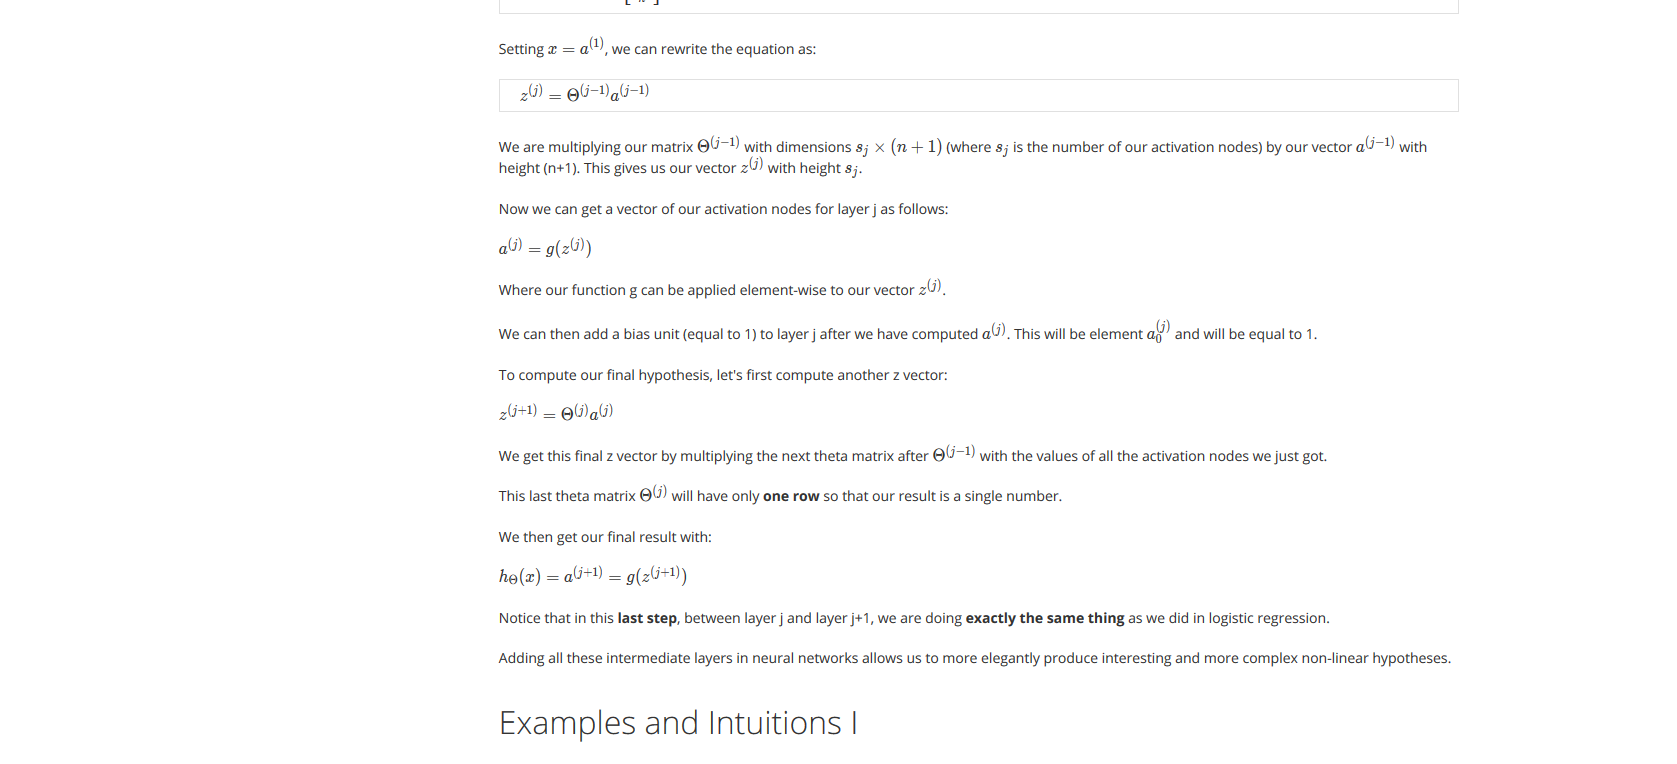 Setting x = a^{(1)}, we can rewrite the equation as:
z^{(j)} = Θ^{(j−1)}a^{(j−1)}
We are multiplying our matrix Θ^{(j−1)} with dimensions s_j × (n + 1) (where s_j is the number of our activation nodes) by our vector a^{(j−1)} with
height (n+1). This gives us our vector z^{(j)} with height s_j.
Now we can get a vector of our activation nodes for layer j as follows:
a^{(j)} = g(z^{(j)})
Where our function g can be applied element-wise to our vector z^{(j)}.
We can then add a bias unit (equal to 1) to layer j after we have computed a^{(j)}. This will be element a_0^{(j)} and will be equal to 1.
To compute our final hypothesis, let's first compute another z vector:
z^{(j+1)} = Θ^{(j)}a^{(j)}
We get this final z vector by multiplying the next theta matrix after Θ^{(j−1)} with the values of all the activation nodes we just got.
This last theta matrix Θ^{(j)} will have only one row so that our result is a single number.
We then get our final result with:
h_Θ(x) = a^{(j+1)} = g(z^{(j+1)})
Notice that in this last step, between layer j and layer j+1, we are doing exactly the same thing as we did in logistic regression.
Adding all these intermediate layers in neural networks allows us to more elegantly produce interesting and more complex non-linear hypotheses.
Examples and Intuitions I